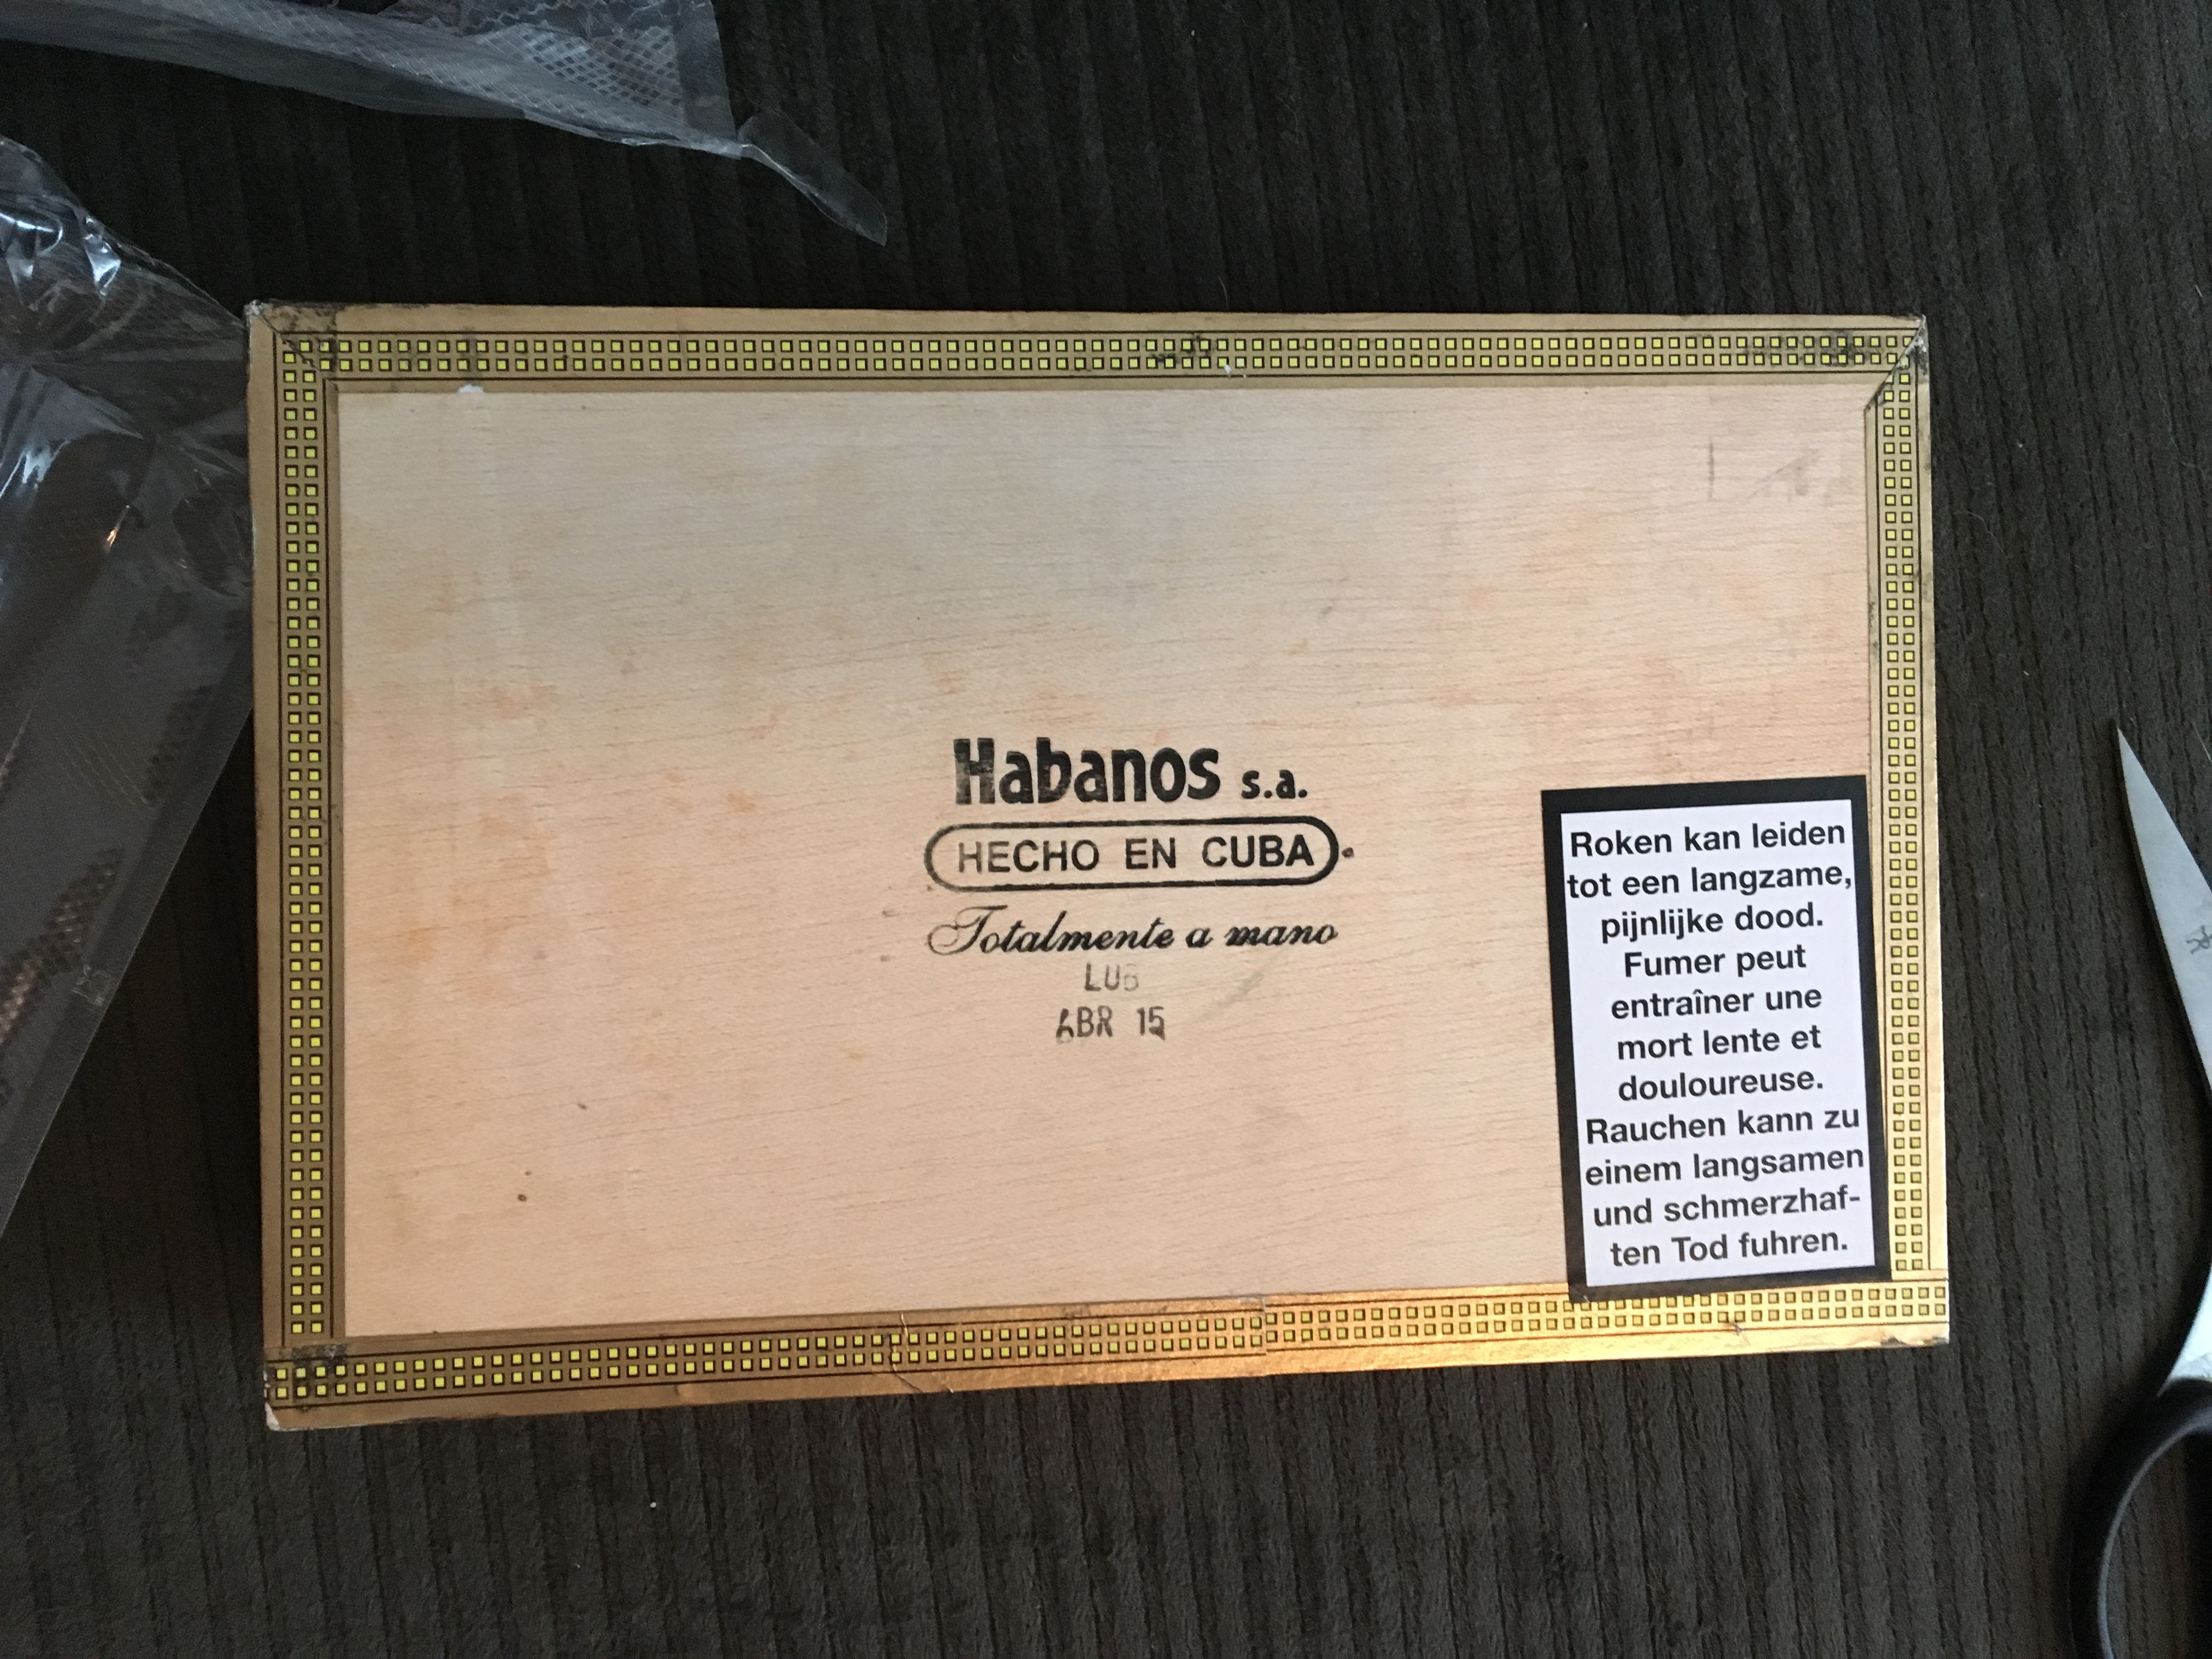 Habanos s.a.
HECHO EN CUBA
Totalmente a mano
ABR 15
Roken kan leiden
tot een langzame,
pijnlijke dood.
Fumer peut
entraîner une
mort lente et
douloureuse.
Rauchen kann zu
einem langsamen
und schmerzhaf-
ten Tod fuhren.